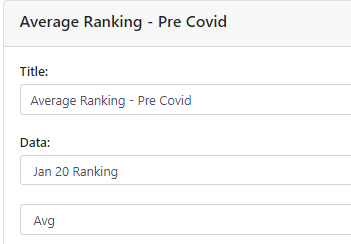 Average Ranking - Pre Covid
Title:
Average Ranking - Pre Covid
Data:
Jan 20 Ranking
Avg